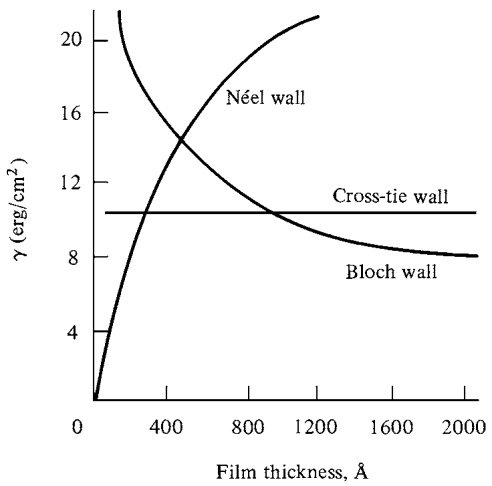 20
16
12
8
4
0
γ (erg/cm²)
Néel wall
Cross-tie wall
Bloch wall
400 800 1200 1600 2000
Film thickness, Å